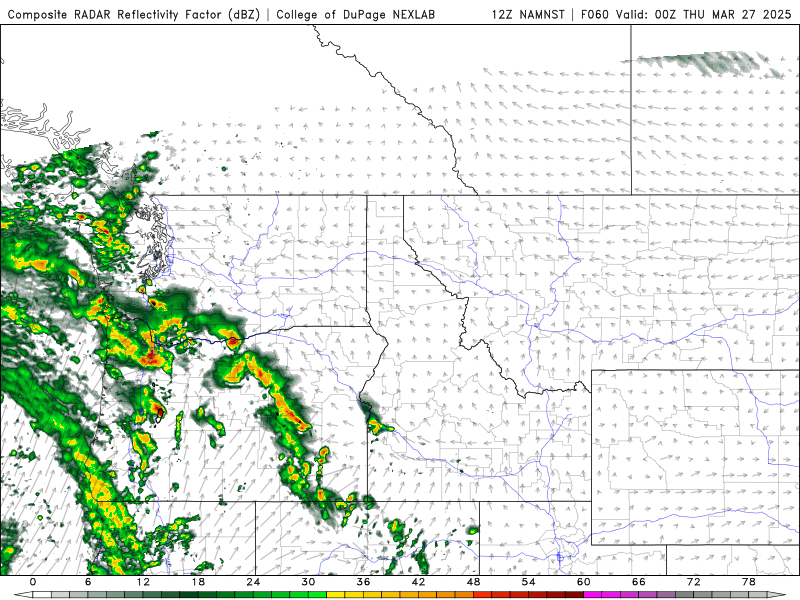 Composite RADAR Reflectivity Factor (dBZ) | College of DuPage NEXLAB 12Z NAMNST | F060 Valid: 00Z THU MAR 27 2025
0 6 12 18 24 30 36 42 48 54 60 66 72 78